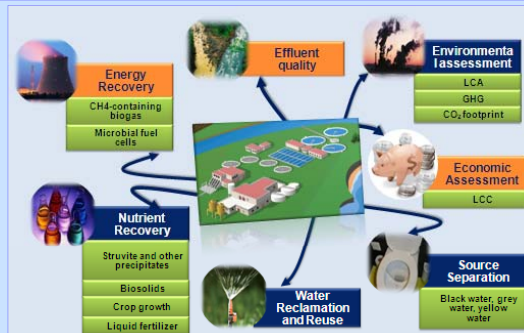 Energy
Recovery
CH4-containing
biogas
Microbial fuel
cells
Effluent
quality
Environmenta
l assessment
LCA
GHG
CO₂ footprint
Economic
Assessment
LCC
Nutrient
Recovery
Struvite and other
precipitates
Biosolids
Crop growth
Liquid fertilizer
Water
Reclamation
and Reuse
Source
Separation
Black water, grey
water, yellow
water